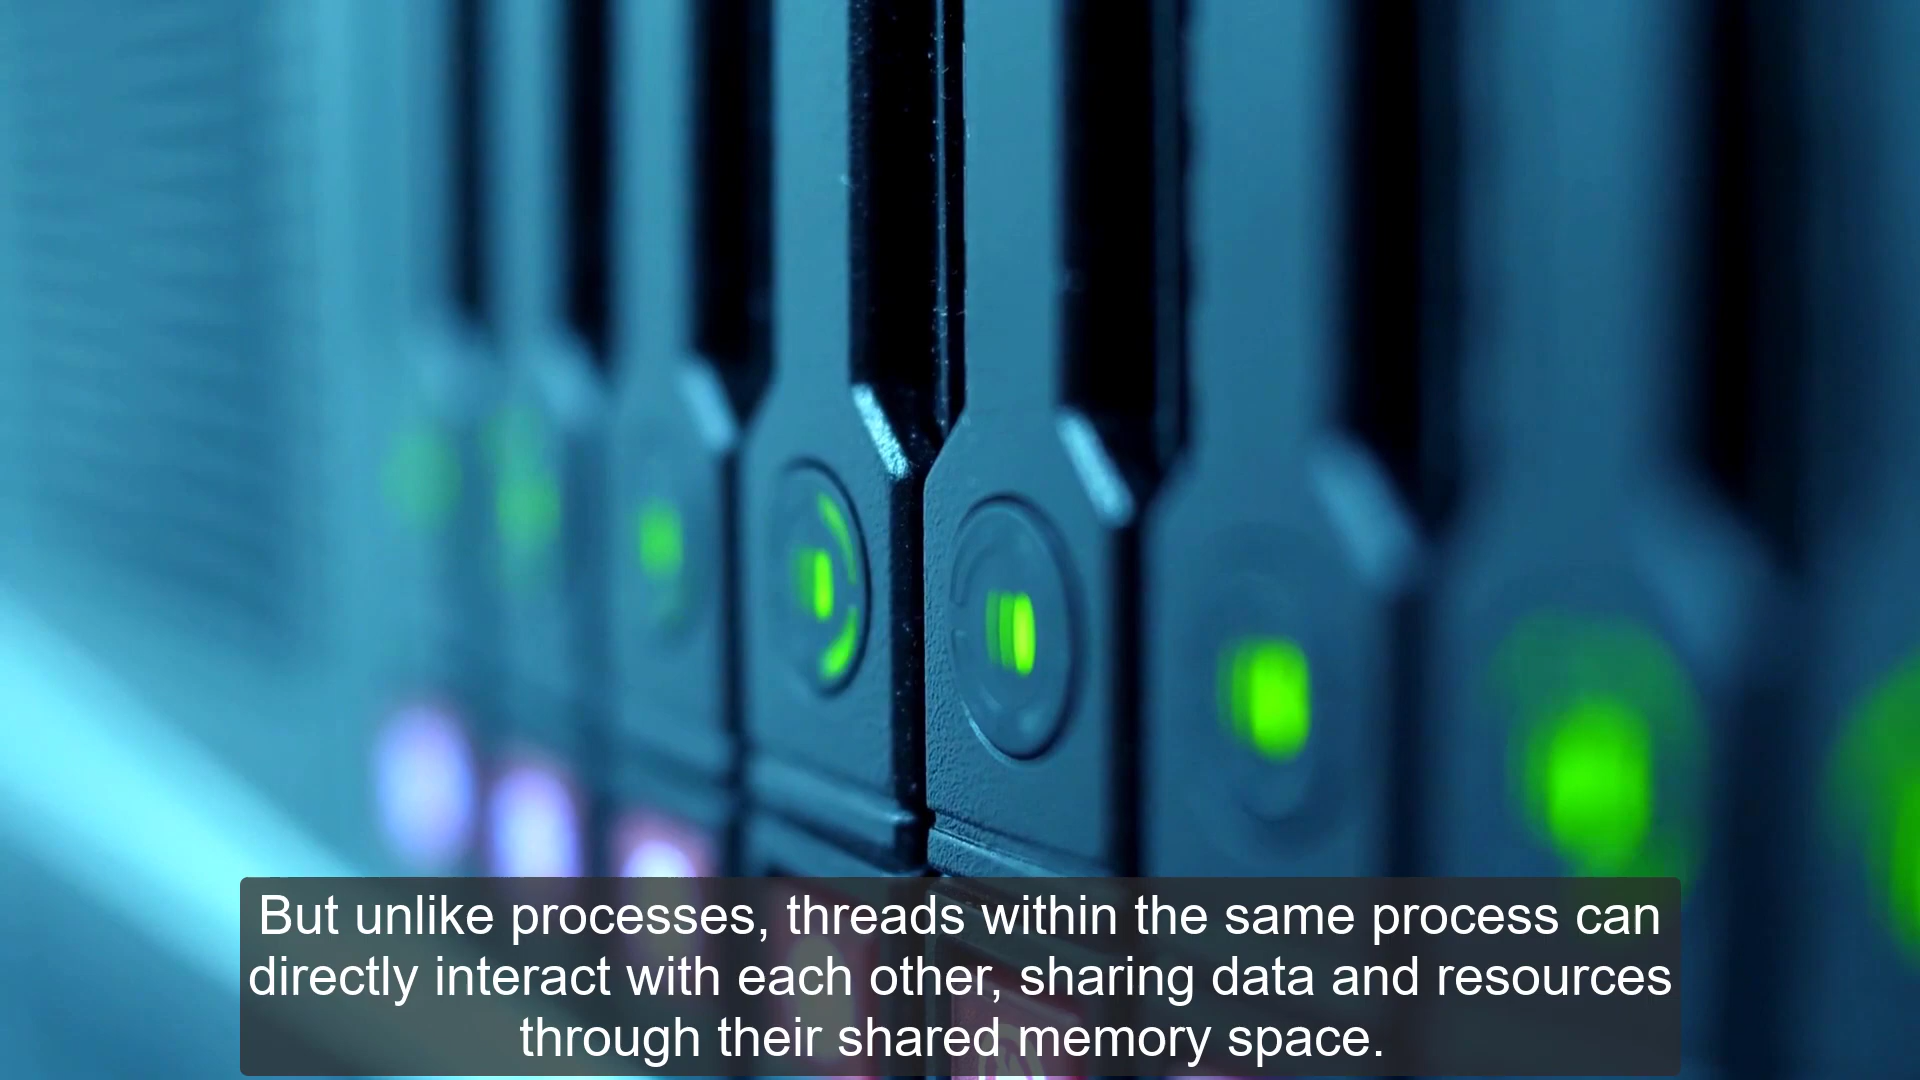 But unlike processes, threads within the same process can
directly interact with each other, sharing data and resources
through their shared memory space.